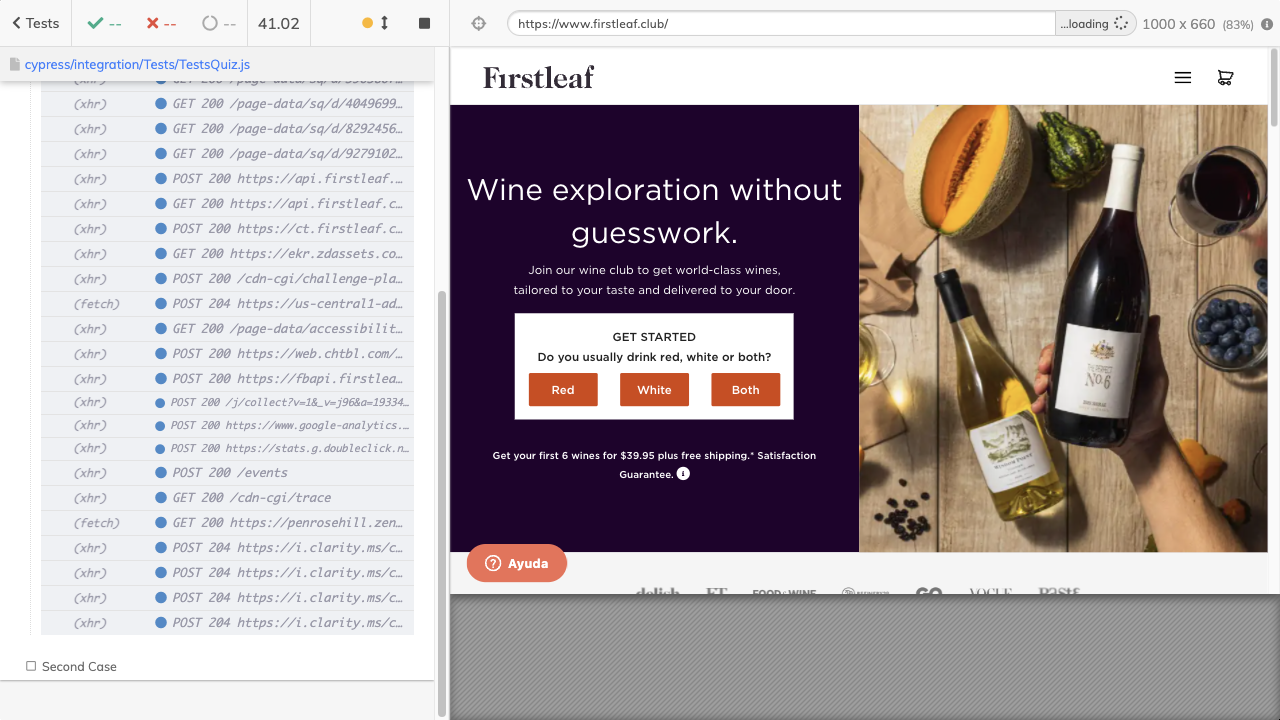 Tests
--
--
--
41.02
https://www.firstleaf.club/
...loading
1000 x 660 (83%)
cypress/integration/Tests/TestsQuiz.js
(xhr) GET 200 /page-data/sq/d/4049699…
(xhr) GET 200 /page-data/sq/d/8292456…
(xhr) GET 200 /page-data/sq/d/9279102…
(xhr) POST 200 https://api.firstleaf.…
(xhr) GET 200 https://api.firstleaf.c…
(xhr) POST 200 https://ct.firstleaf.c…
(xhr) GET 200 https://ekr.zdassets.co…
(xhr) POST 200 /cdn-cgi/challenge-pla…
(fetch) POST 204 https://us-central1-ad…
(xhr) GET 200 /page-data/accessibilit…
(xhr) POST 200 https://web.chtbl.com/…
(xhr) POST 200 https://fbapi.firstlea…
(xhr) POST 200 /j/collect?v=1&_v=j96&a=19334…
(xhr) POST 200 https://www.google-analytics.…
(xhr) POST 200 https://stats.g.doubleclick.n…
(xhr) POST 200 /events
(xhr) GET 200 /cdn-cgi/trace
(fetch) GET 200 https://penrosehill.zen…
(xhr) POST 204 https://i.clarity.ms/c…
(xhr) POST 204 https://i.clarity.ms/c…
(xhr) POST 204 https://i.clarity.ms/c…
(xhr) POST 204 https://i.clarity.ms/c…
Second Case
Firstleaf
Wine exploration without
guesswork.
Join our wine club to get world-class wines,
tailored to your taste and delivered to your door.
GET STARTED
Do you usually drink red, white or both?
Red
White
Both
Get your first 6 wines for $39.95 plus free shipping.* Satisfaction
Guarantee.
Ayuda
delish
FT
FOOD & WINE
GQ
VOGUE
Paste
No. 6